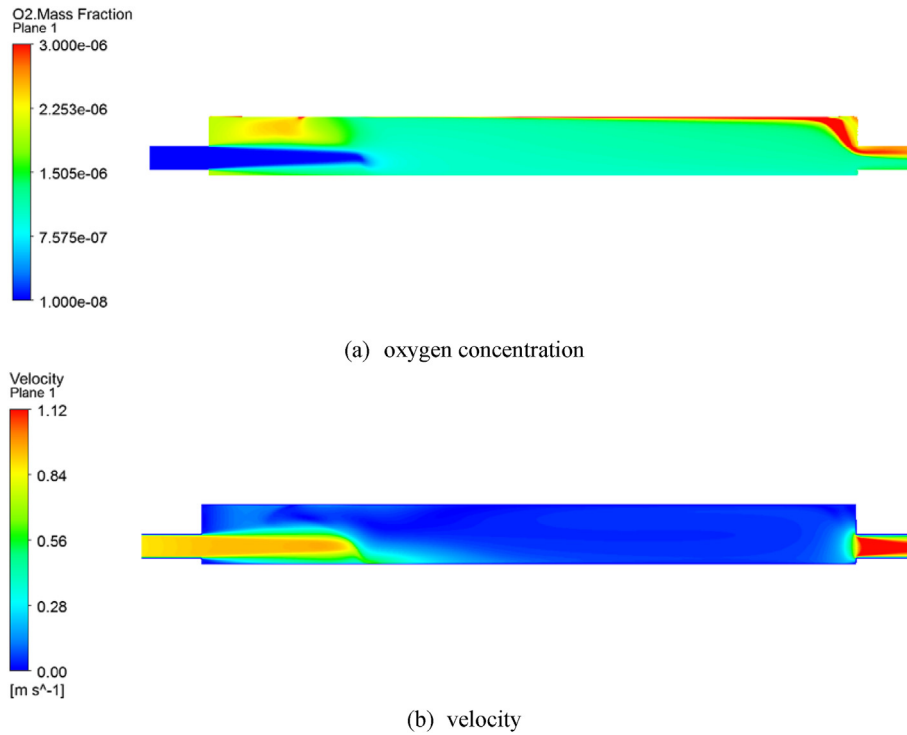 O2.Mass Fraction
Plane 1
3.000e-06
2.253e-06
1.505e-06
7.575e-07
1.000e-08
(a) oxygen concentration
Velocity
Plane 1
1.12
0.84
0.56
0.28
0.00
[m s^-1]
(b) velocity